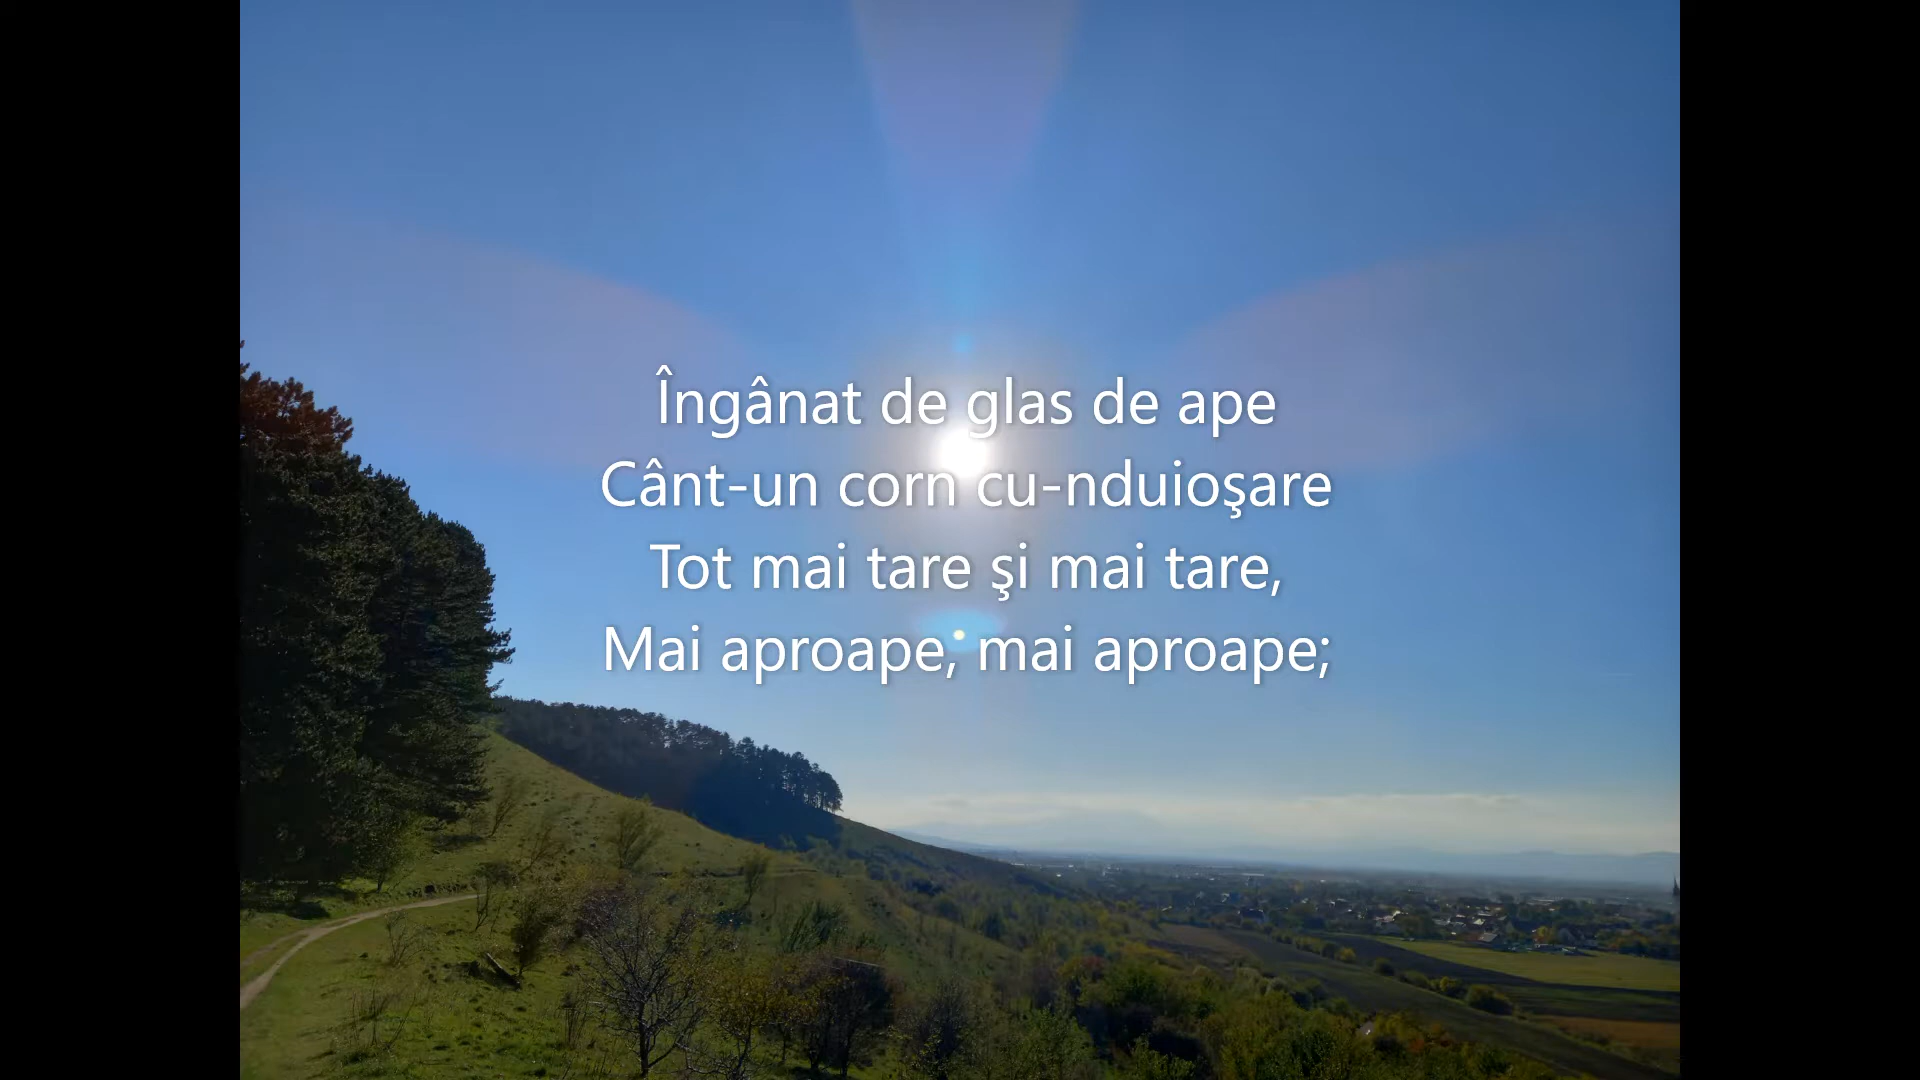 Îngânat de glas de ape
Cânt-un corn cu-nduioşare
Tot mai tare şi mai tare,
Mai aproape, mai aproape;